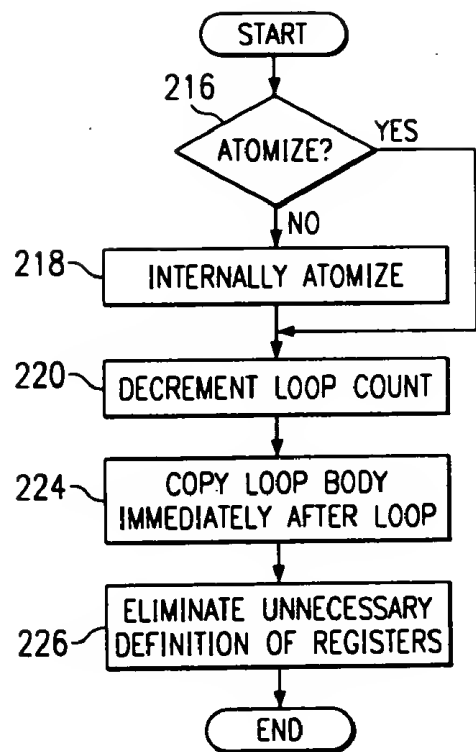 START
216
ATOMIZE?
YES
NO
218
INTERNALLY ATOMIZE
220
DECREMENT LOOP COUNT
224
COPY LOOP BODY
IMMEDIATELY AFTER LOOP
226
ELIMINATE UNNECESSARY
DEFINITION OF REGISTERS
END